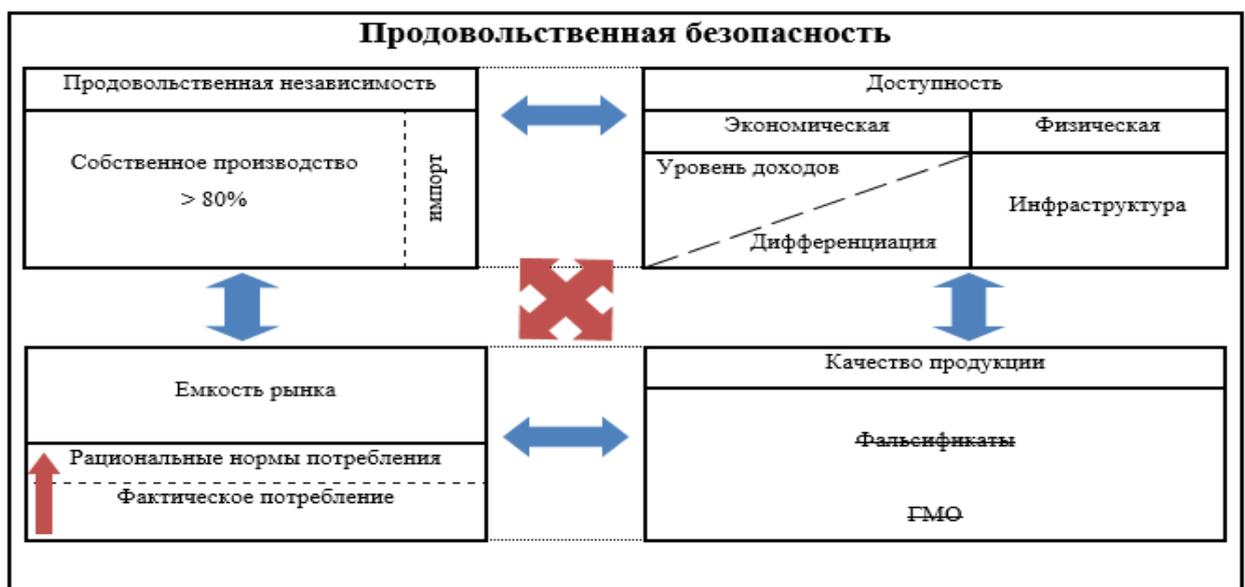 Продовольственная безопасность
Продовольственная независимость
Собственное производство
> 80%
импорт
Доступность
Экономическая
Физическая
Уровень доходов
Дифференциация
Инфраструктура
Емкость рынка
Рациональные нормы потребления
Фактическое потребление
Качество продукции
Фальсификаты
ГМО